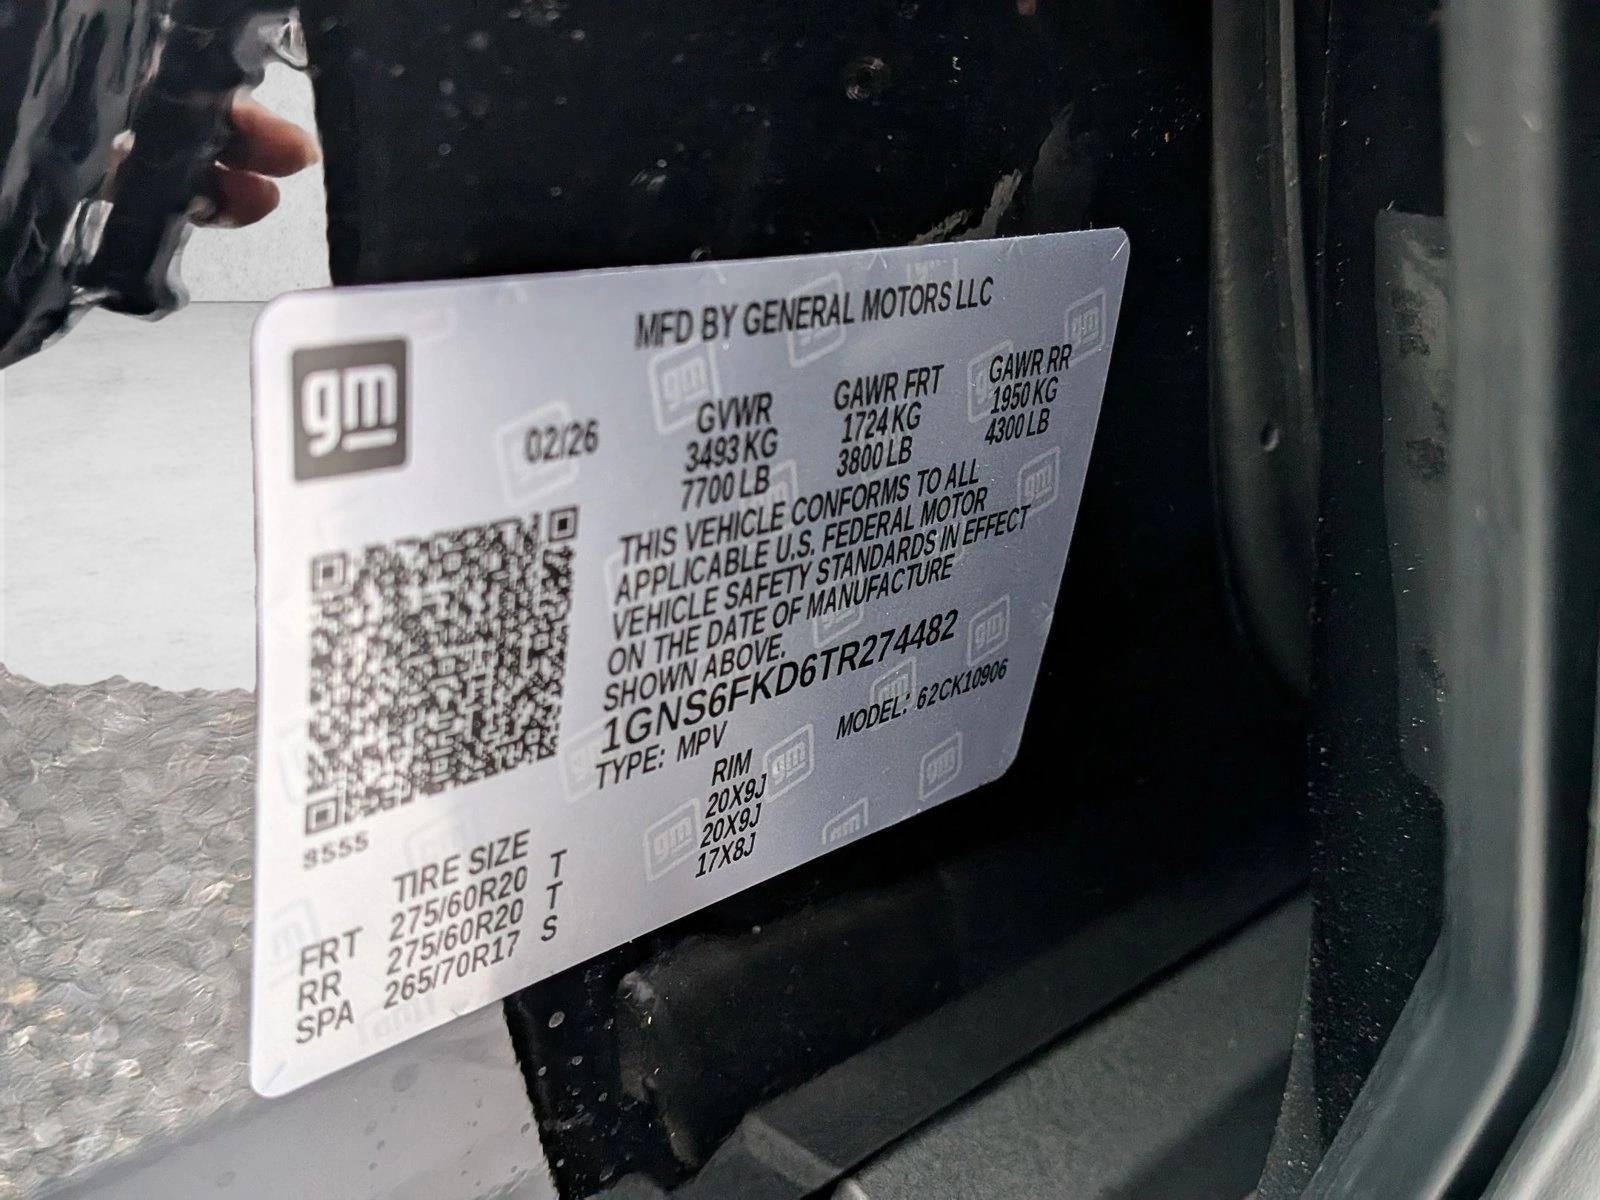 gm
MFD BY GENERAL MOTORS LLC
02/26
GVWR
3493 KG
7700 LB
GAWR FRT
1724 KG
3800 LB
GAWR RR
1950 KG
4300 LB
THIS VEHICLE CONFORMS TO ALL
APPLICABLE U.S. FEDERAL MOTOR
VEHICLE SAFETY STANDARDS IN EFFECT
ON THE DATE OF MANUFACTURE
SHOWN ABOVE.
1GNS6FKD6TR274482
TYPE: MPV MODEL: 62CK10906
8555
TIRE SIZE RIM
FRT 275/60R20 T 20X9J
RR 275/60R20 T 20X9J
SPA 265/70R17 S 17X8J